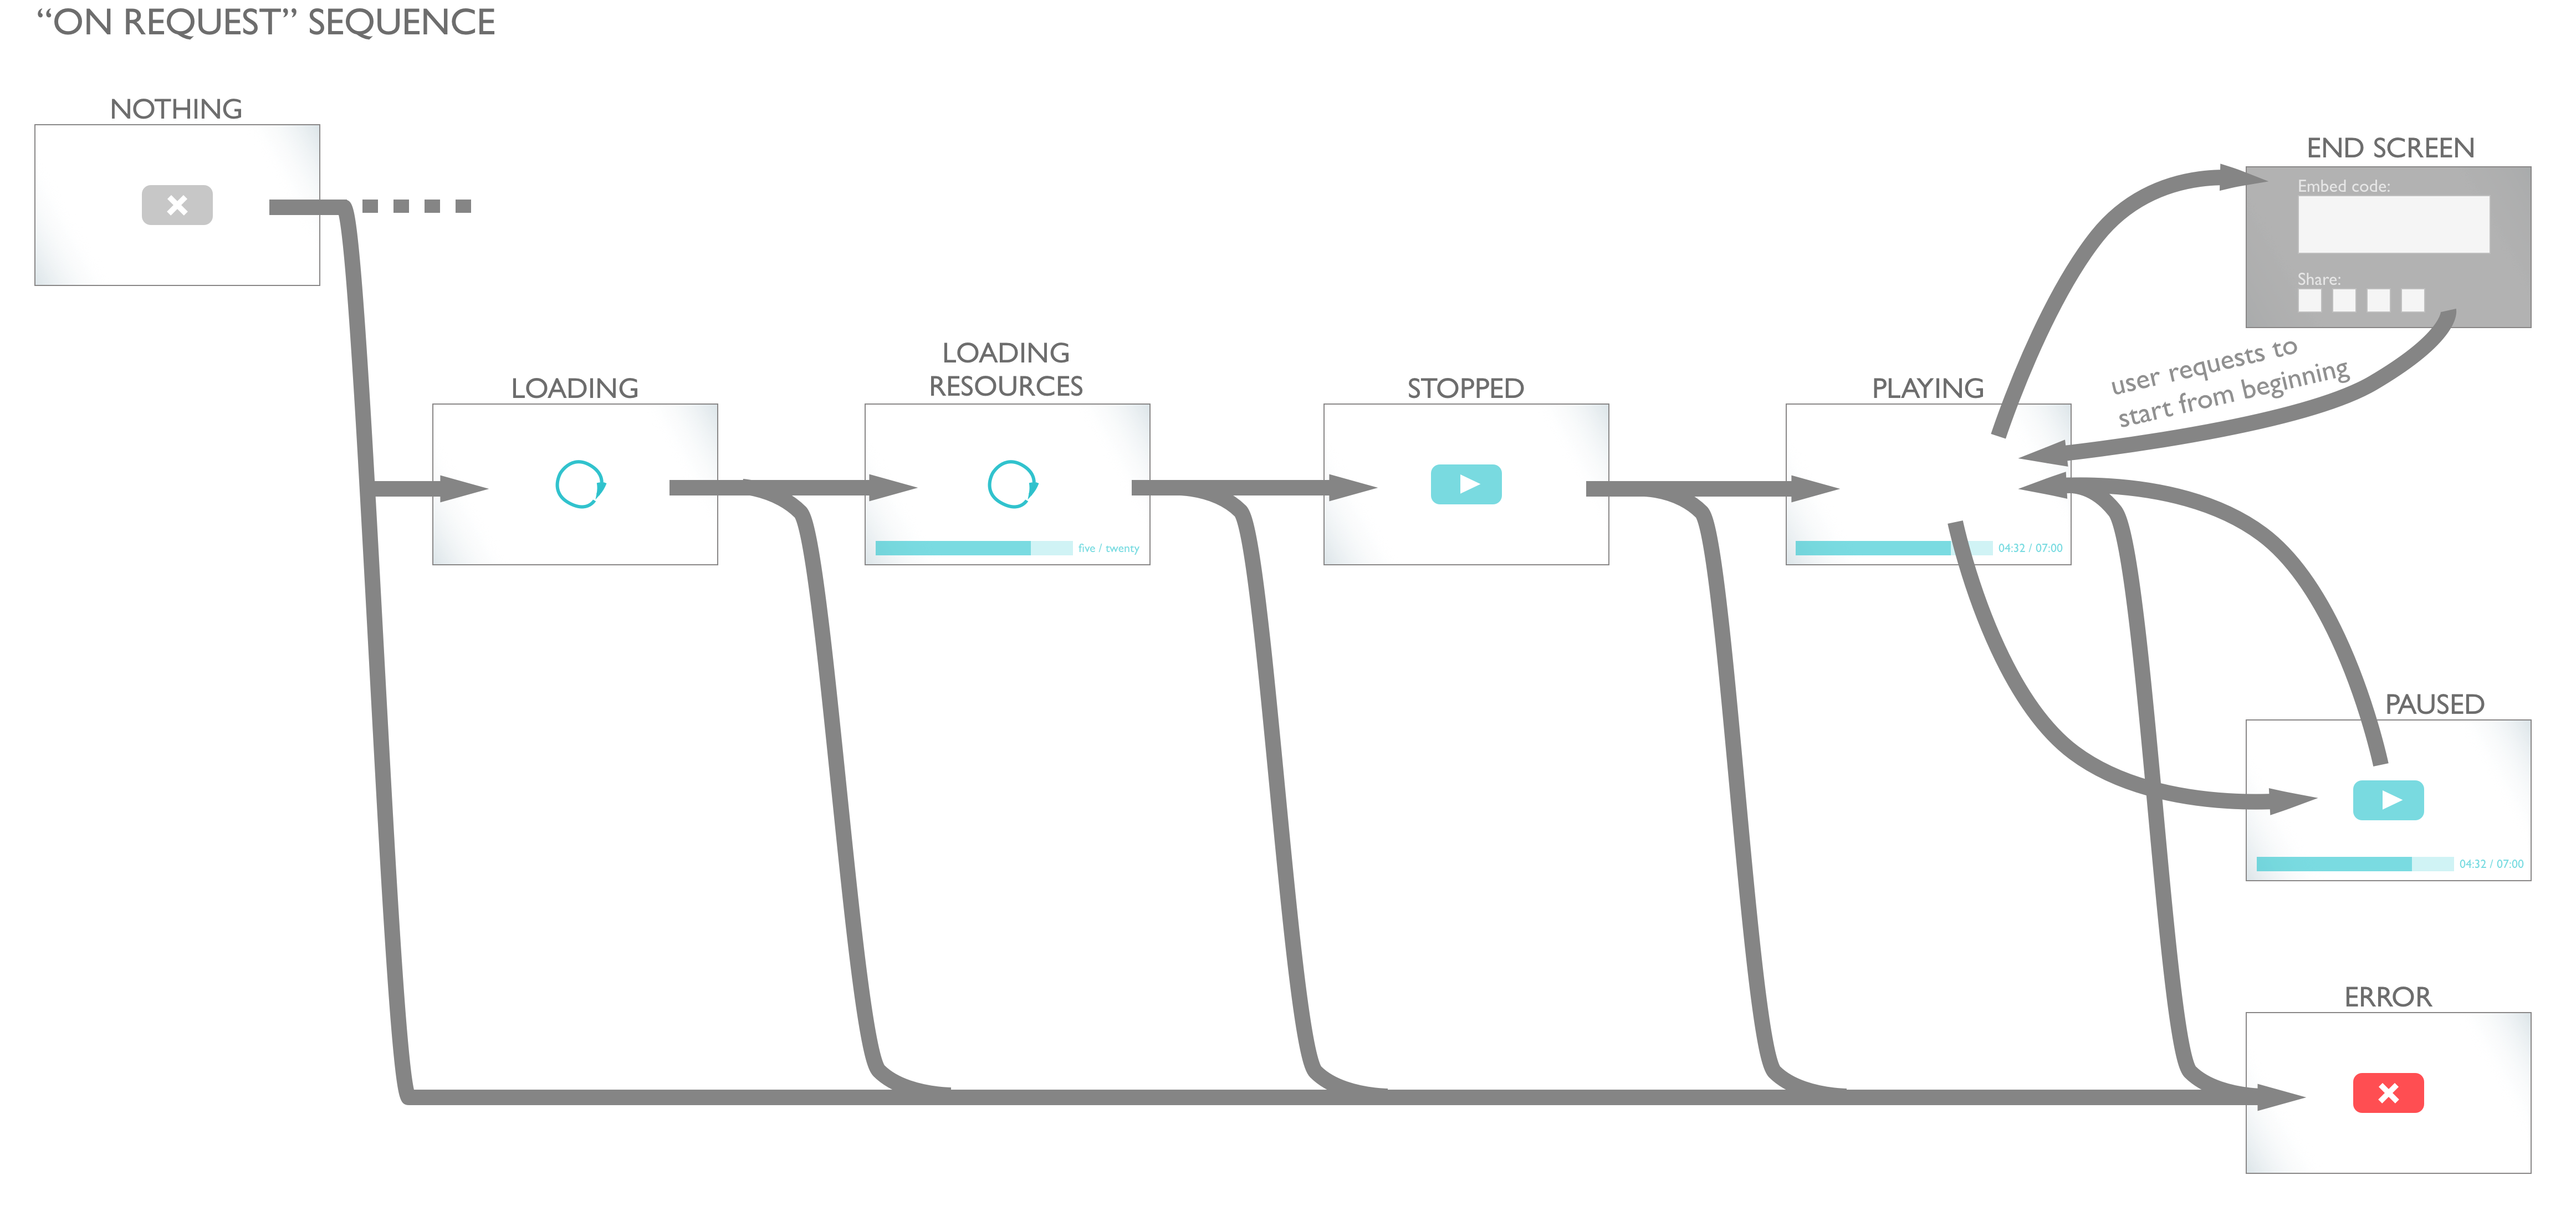 “ON REQUEST” SEQUENCE
NOTHING
END SCREEN
Embed code:
Share:
user requests to
start from beginning
LOADING
LOADING
RESOURCES
five / twenty
STOPPED
PLAYING
04:32 / 07:00
PAUSED
04:32 / 07:00
ERROR